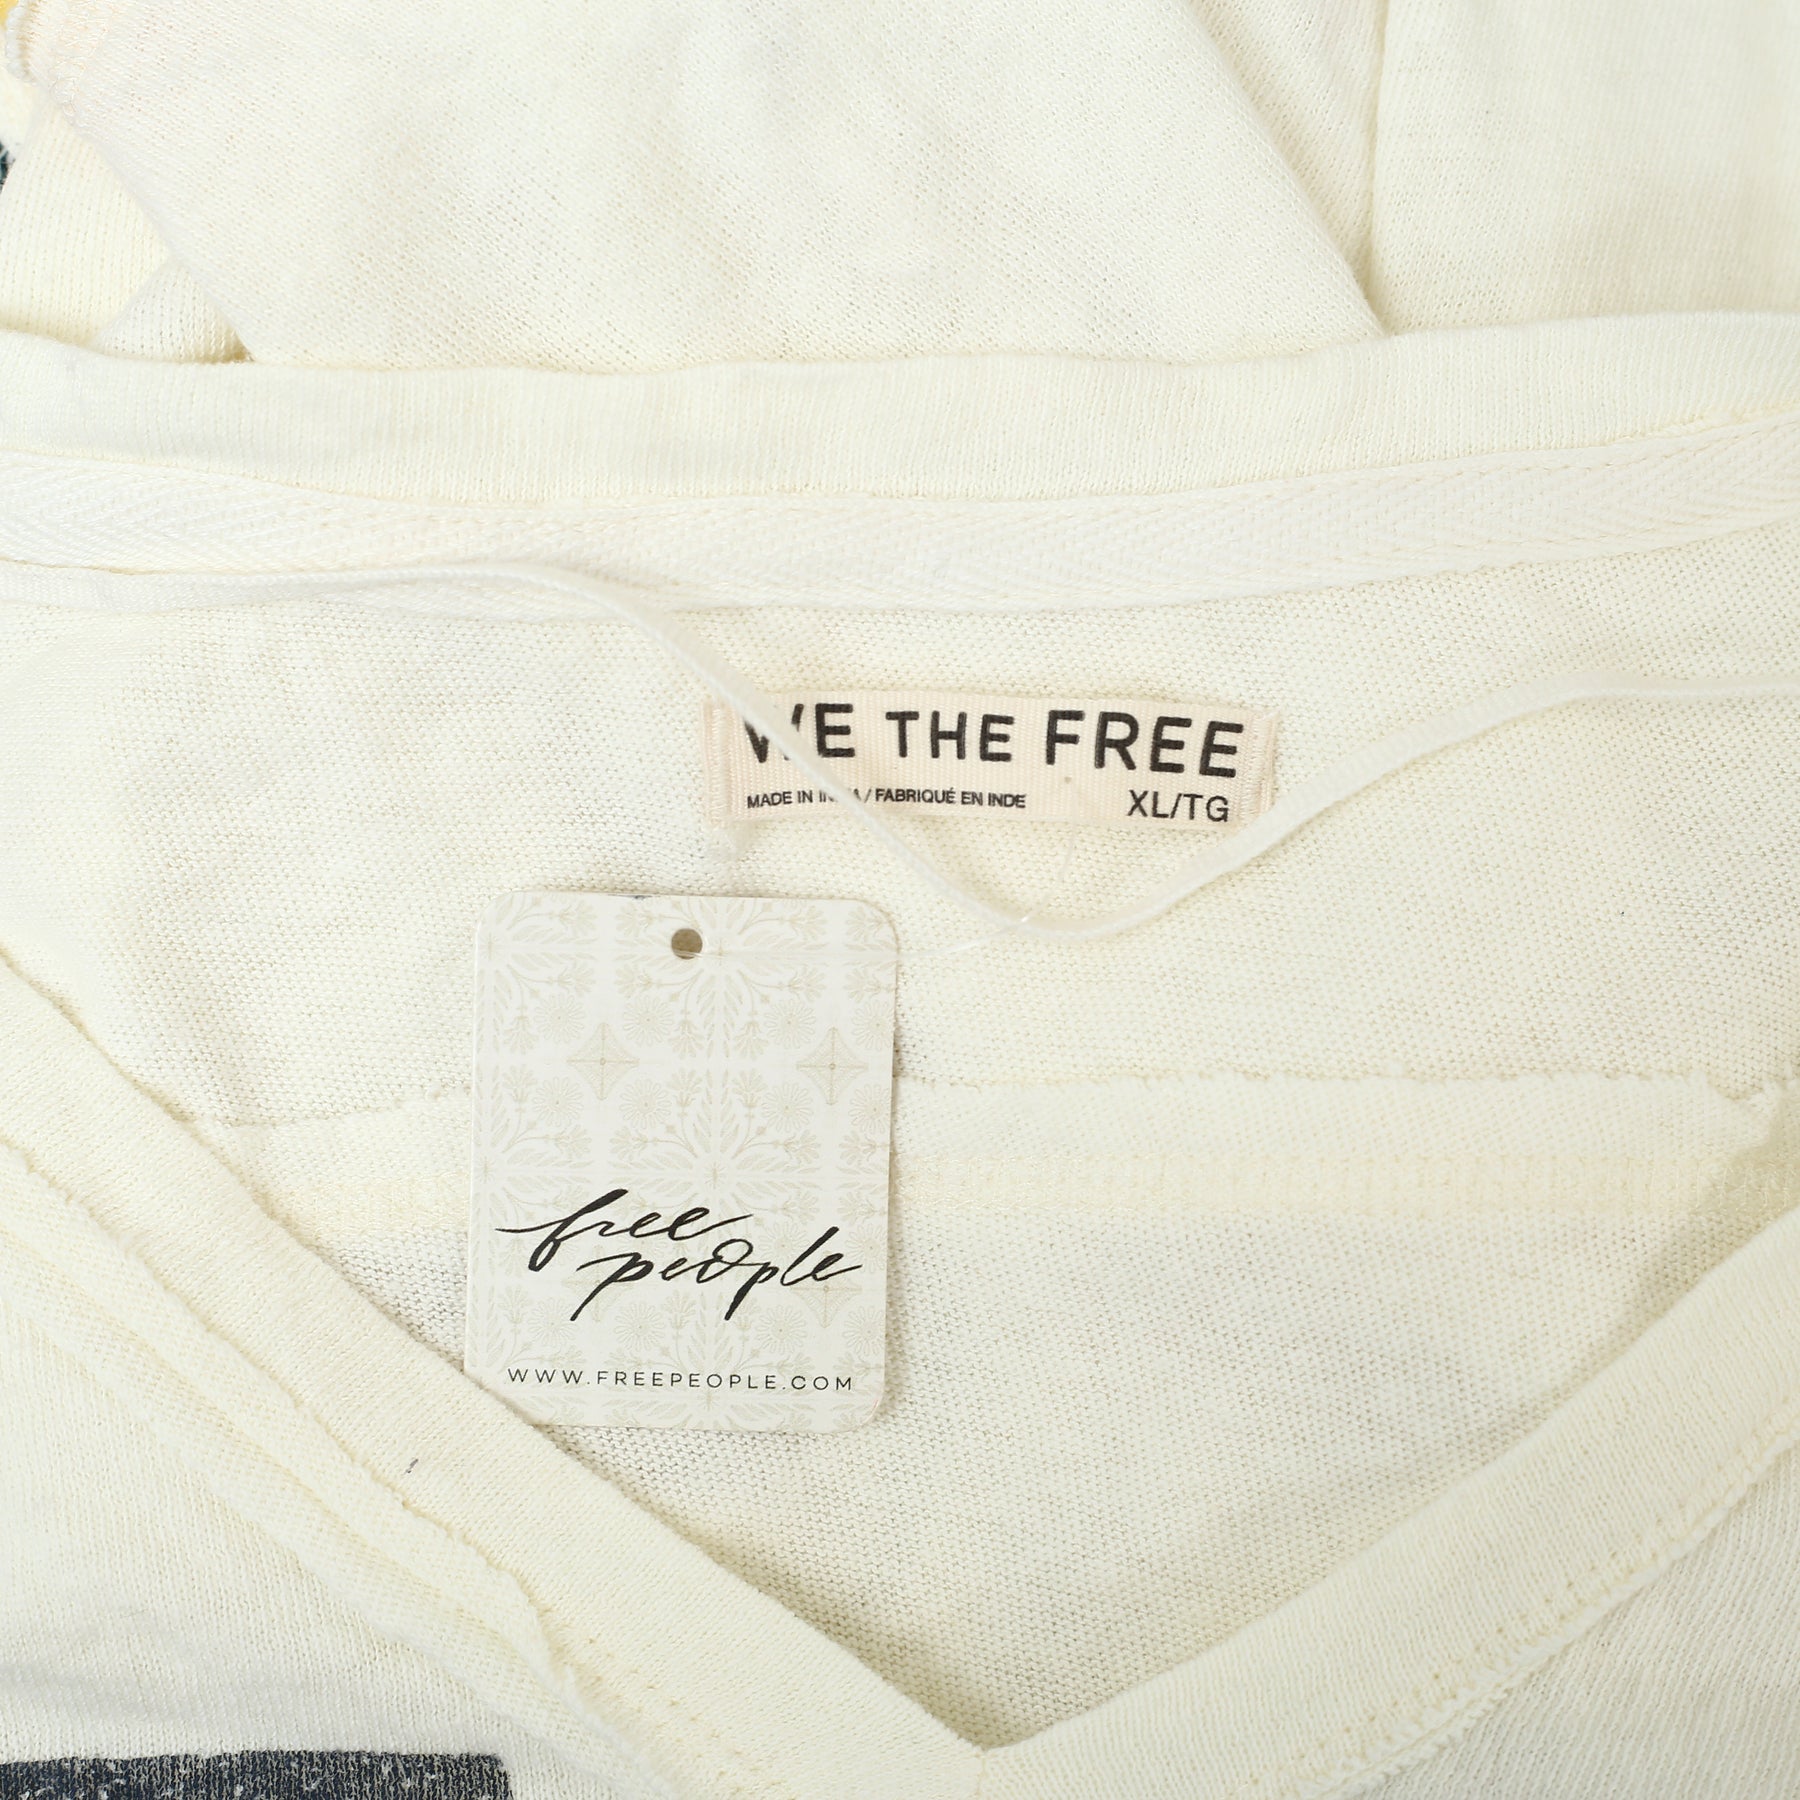 WE THE FREE
MADE IN INDIA / FABRIQUÉ EN INDE
XL/TG
free
people
WWW.FREEPEOPLE.COM